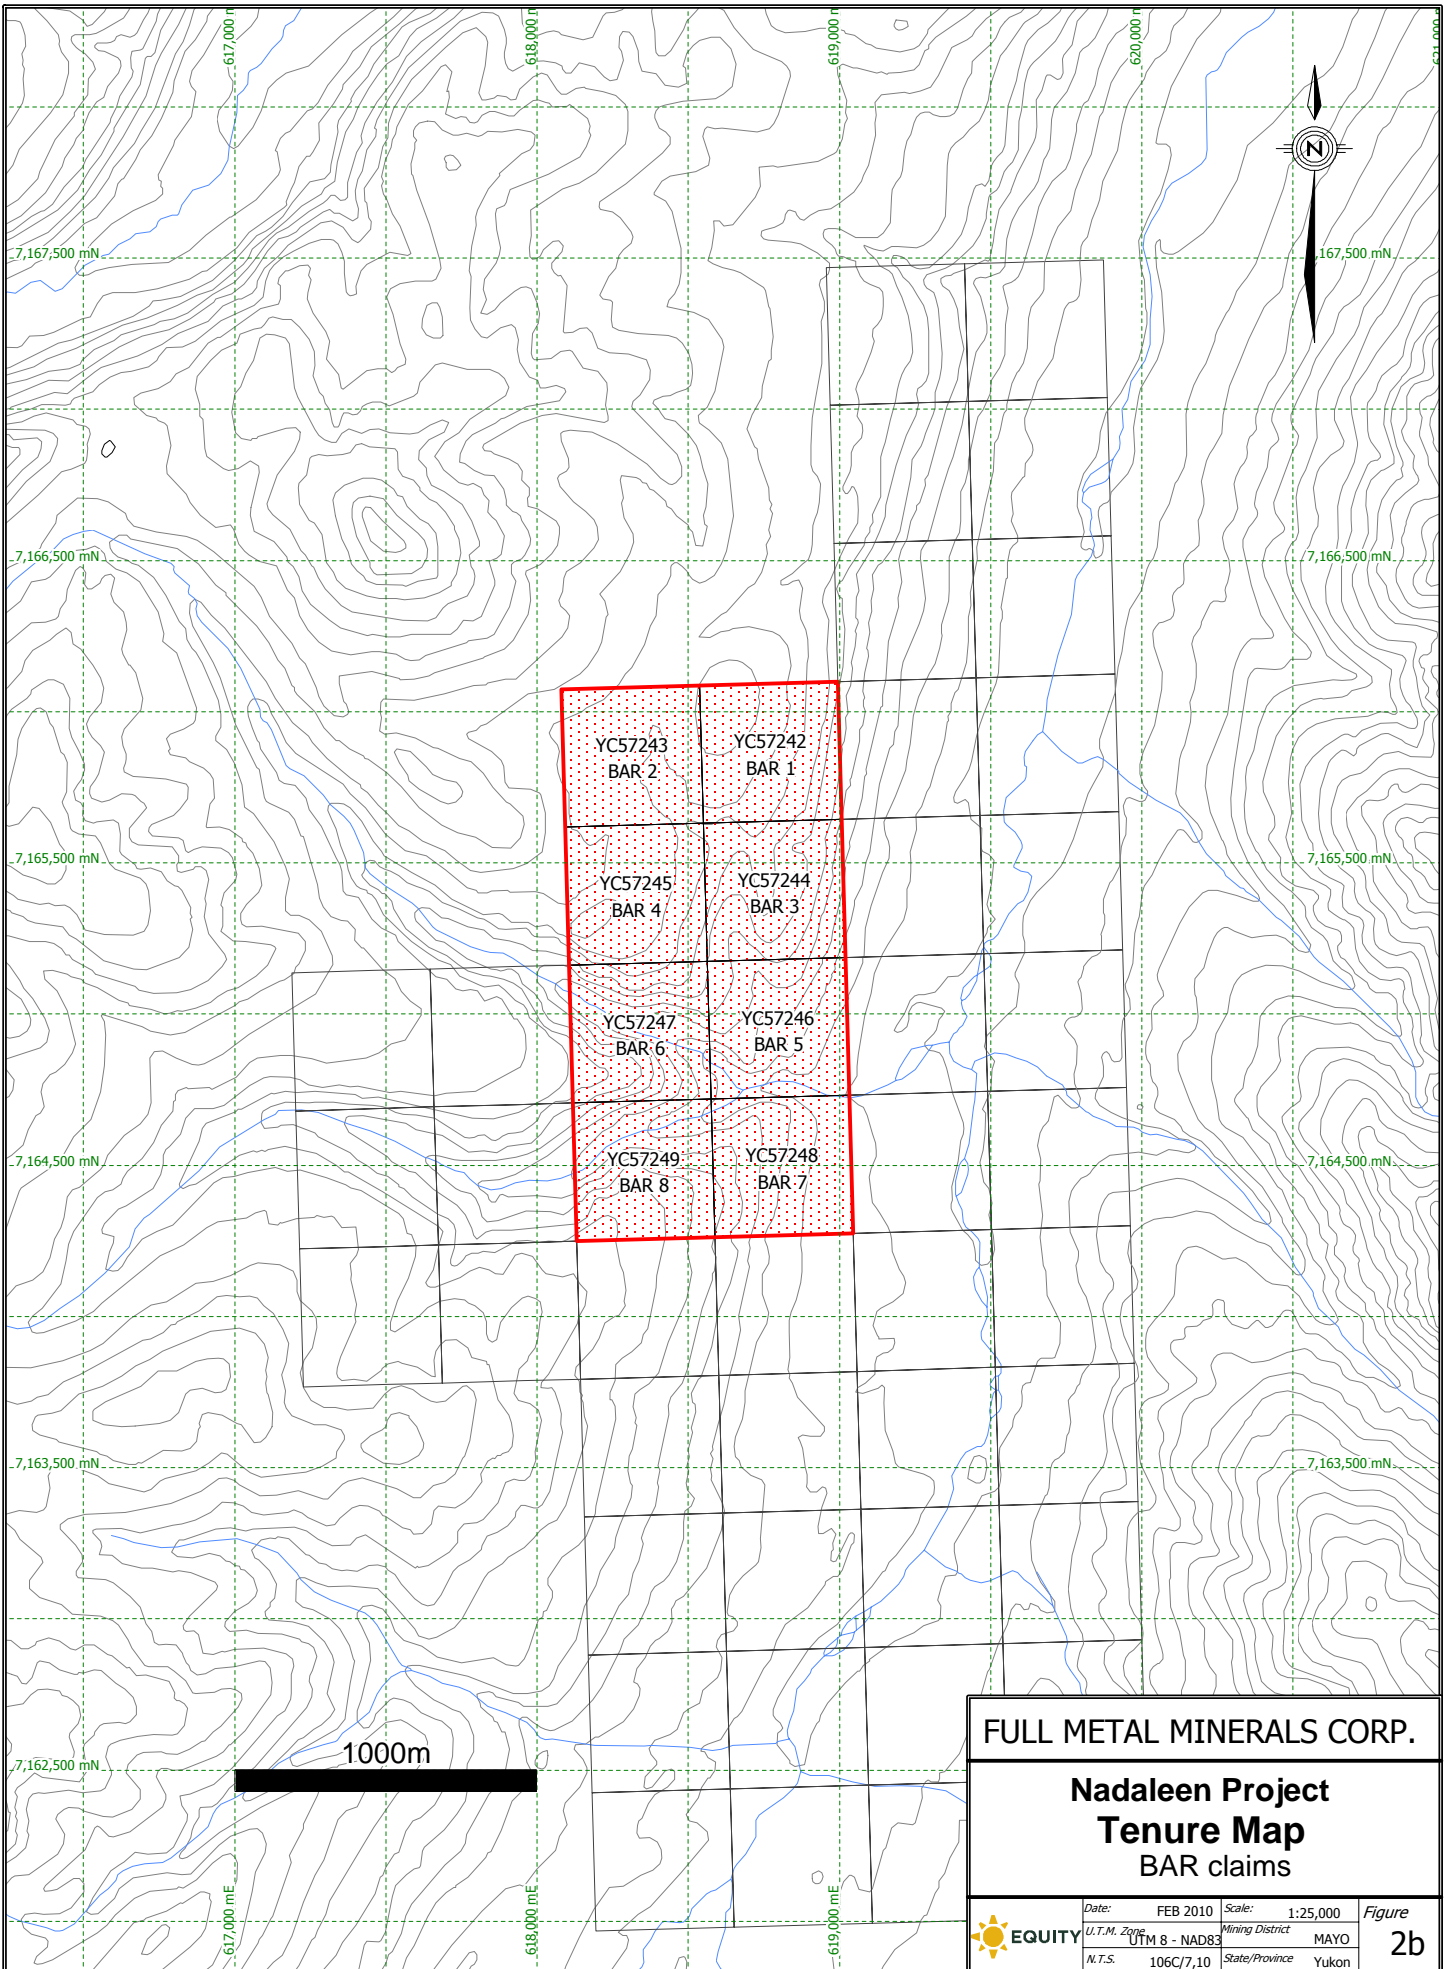 617,000 m
618,000 m
619,000 m
620,000 m
621,000 m
N
7,167,500 mN
,167,500 mN
7,166,500 mN
7,166,500 mN
YC57243
BAR 2
YC57242
BAR 1
7,165,500 mN
7,165,500 mN
YC57245
BAR 4
YC57244
BAR 3
YC57247
BAR 6
YC57246
BAR 5
7,164,500 mN
7,164,500 mN
YC57249
BAR 8
YC57248
BAR 7
7,163,500 mN
7,163,500 mN
7,162,500 mN
1000m
617,000 mE
618,000 mE
619,000 mE
FULL METAL MINERALS CORP.
Nadaleen Project
Tenure Map
BAR claims
EQUITY
Date: FEB 2010 Scale: 1:25,000
U.T.M. Zone UTM 8 - NAD83 Mining District MAYO
N.T.S. 106C/7,10 State/Province Yukon
Figure
2b